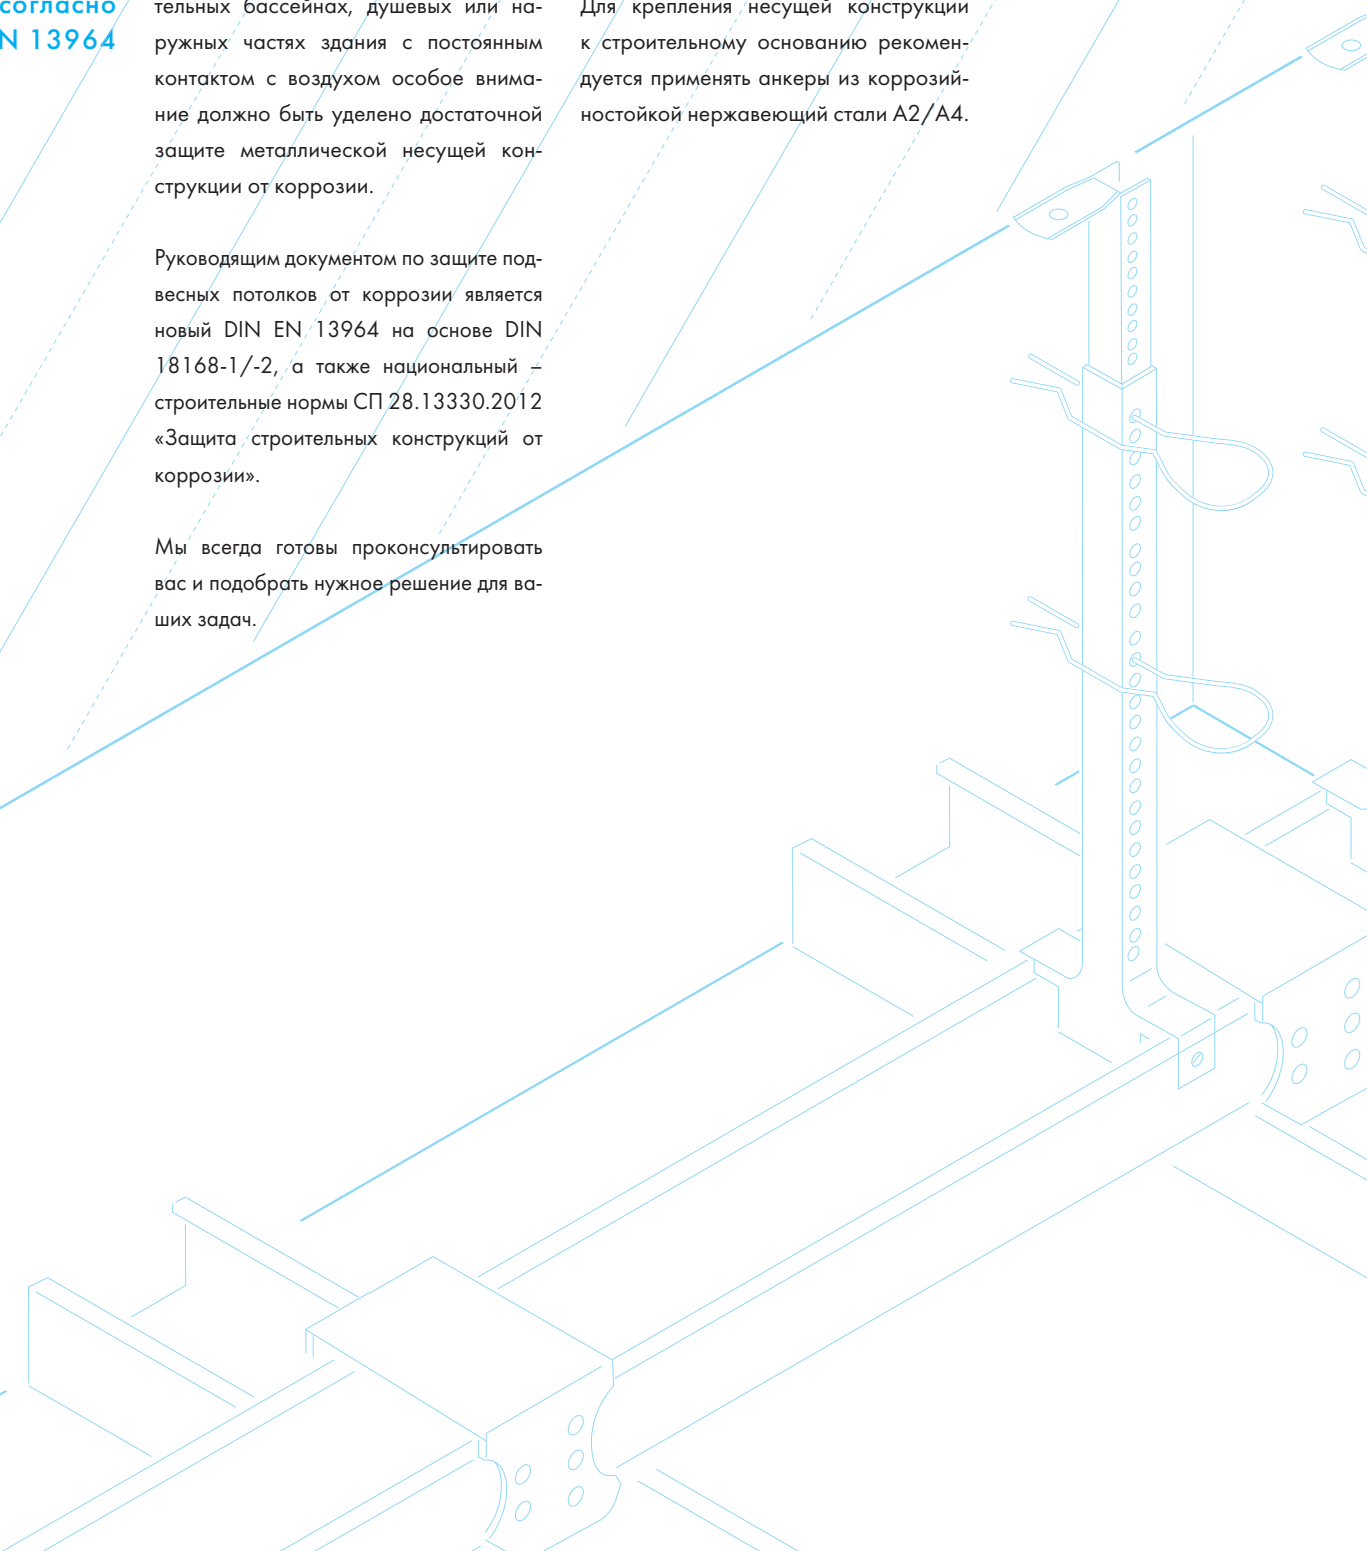 согласно
N 13964
тельных бассейнах, душевых или на-
ружных частях здания с постоянным
контактом с воздухом особое внима-
ние должно быть уделено достаточной
защите металлической несущей кон-
струкции от коррозии.
Руководящим документом по защите под-
весных потолков от коррозии является
новый DIN EN 13964 на основе DIN
18168-1/-2, а также национальный –
строительные нормы СП 28.13330.2012
«Защита строительных конструкций от
коррозии».
Мы всегда готовы проконсультировать
вас и подобрать нужное решение для ва-
ших задач.
Для крепления несущей конструкции
к строительному основанию рекомен-
дуется применять анкеры из коррозий-
ностойкой нержавеющий стали А2/А4.